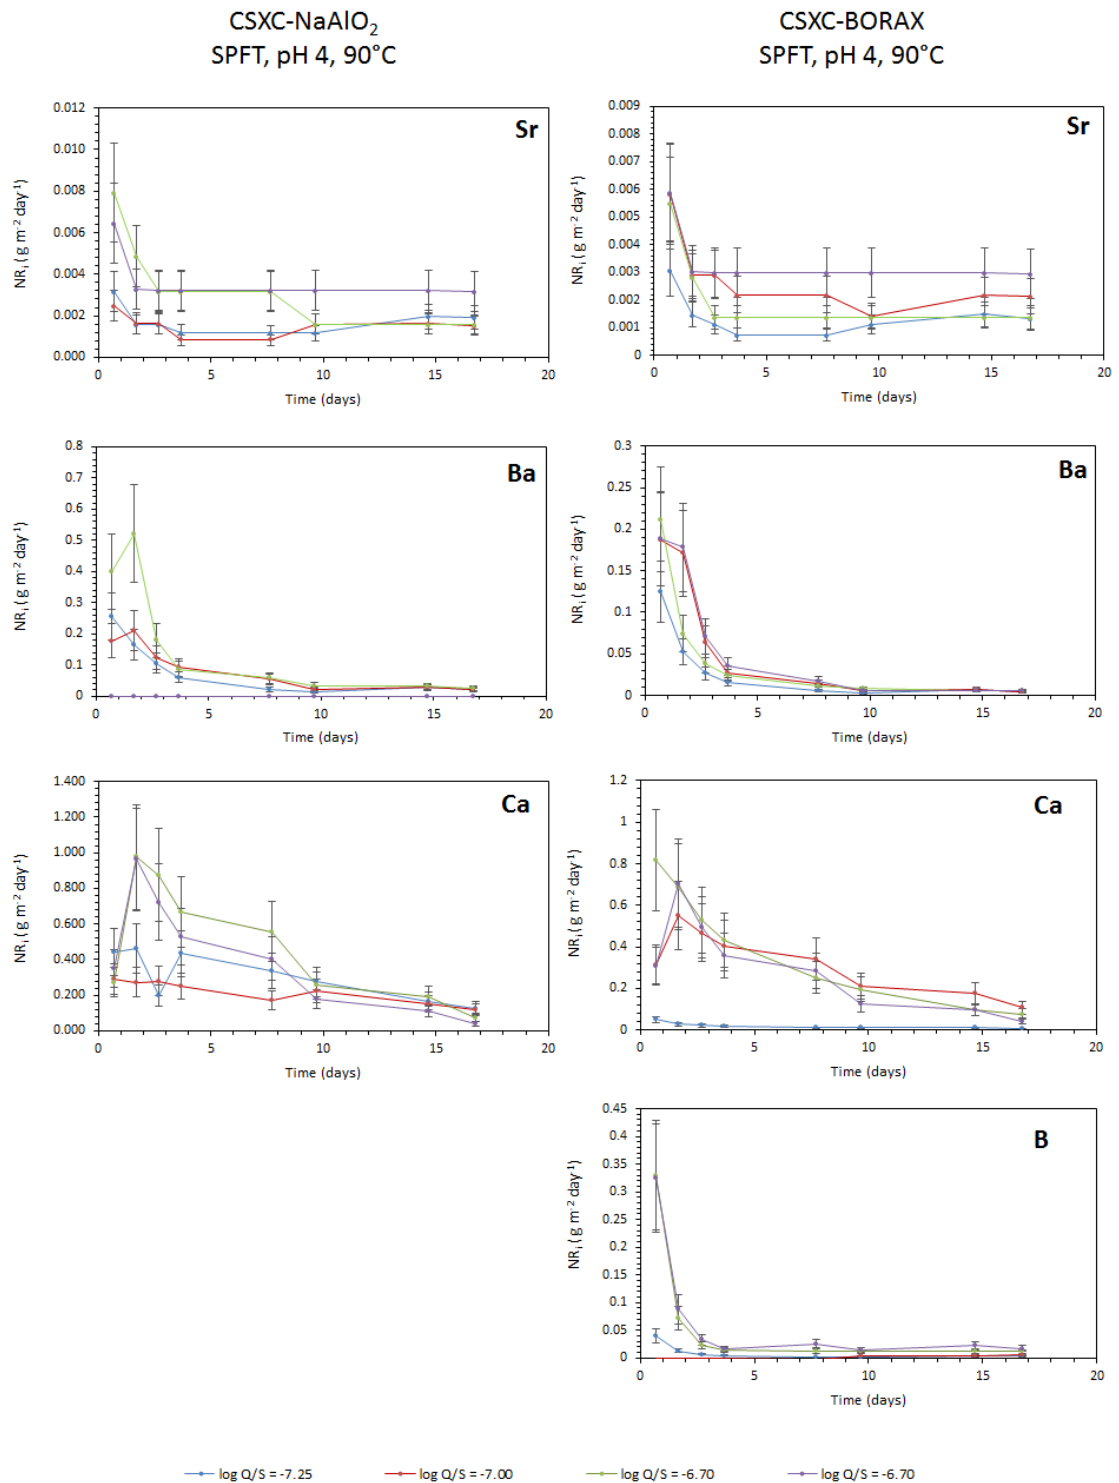 CSXC-NaAlO2
SPFT, pH 4, 90°C
CSXC-BORAX
SPFT, pH 4, 90°C
Sr
NRi ( g m-2 day-1)
0.012
0.010
0.008
0.006
0.004
0.002
0.000
0 5 10 15 20
Time (days)
Sr
NRi ( g m-2 day-1)
0.009
0.008
0.007
0.006
0.005
0.004
0.003
0.002
0.001
0
0 5 10 15 20
Time (days)
Ba
NRi ( g m-2 day-1)
0.8
0.7
0.6
0.5
0.4
0.3
0.2
0.1
0
0 5 10 15 20
Time (days)
Ba
NRi ( g m-2 day-1)
0.3
0.25
0.2
0.15
0.1
0.05
0
0 5 10 15 20
Time (days)
Ca
NRi ( g m-2 day-1)
1.400
1.200
1.000
0.800
0.600
0.400
0.200
0.000
0 5 10 15 20
Time (days)
Ca
NRi ( g m-2 day-1)
1.2
1
0.8
0.6
0.4
0.2
0
0 5 10 15 20
Time (days)
B
NRi ( g m-2 day-1)
0.45
0.4
0.35
0.3
0.25
0.2
0.15
0.1
0.05
0
0 5 10 15 20
Time (days)
log Q/S = -7.25 log Q/S = -7.00 log Q/S = -6.70 log Q/S = -6.70